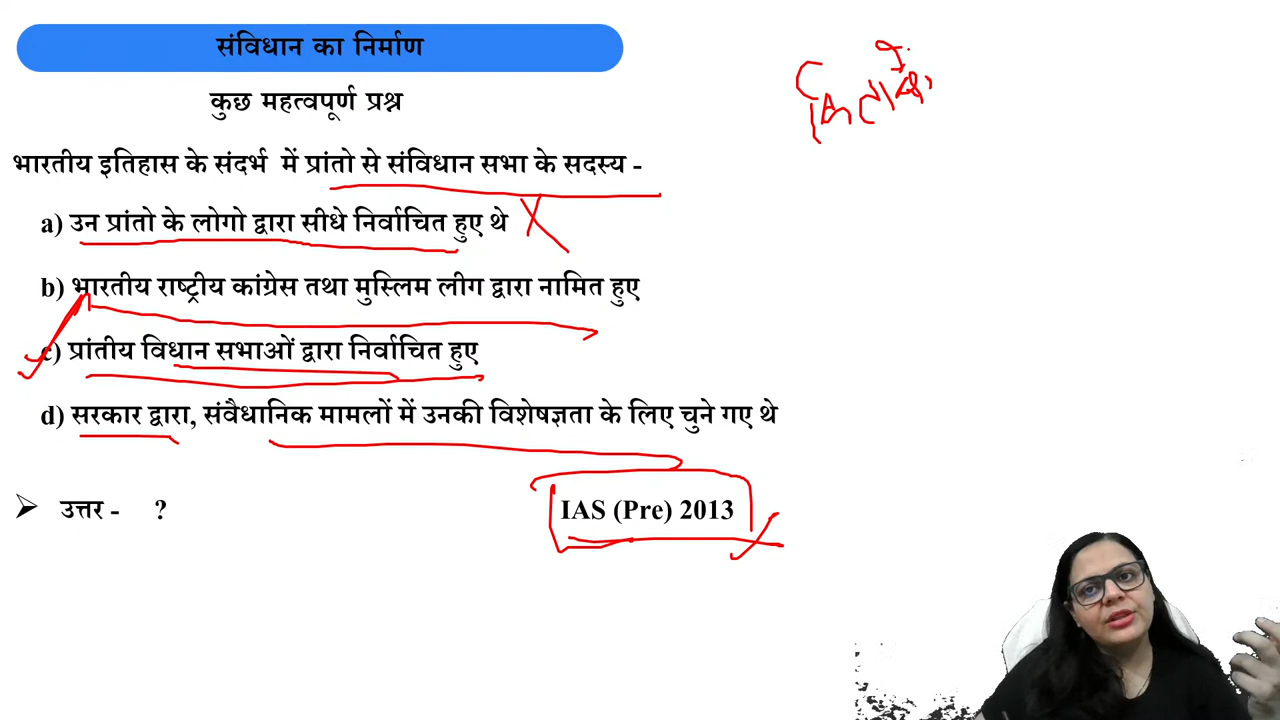 संविधान का निर्माण
कुछ महत्वपूर्ण प्रश्न
भारतीय इतिहास के संदर्भ में प्रांतो से संविधान सभा के सदस्य -
a) उन प्रांतो के लोगो द्वारा सीधे निर्वाचित हुए थे
b) भारतीय राष्ट्रीय कांग्रेस तथा मुस्लिम लीग द्वारा नामित हुए
c) प्रांतीय विधान सभाओं द्वारा निर्वाचित हुए
d) सरकार द्वारा, संवैधानिक मामलों में उनकी विशेषज्ञता के लिए चुने गए थे
➢ उत्तर - ?
IAS (Pre) 2013